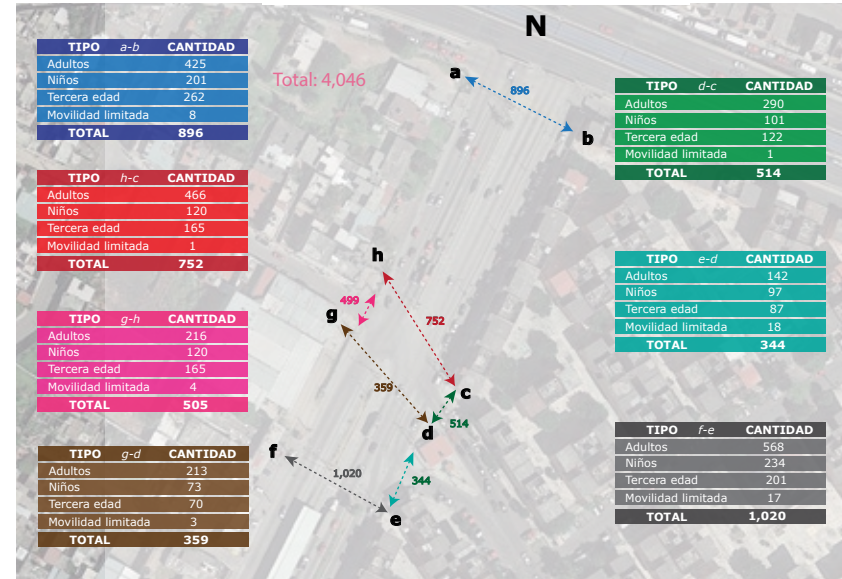 N
TIPO a-b CANTIDAD
Adultos 425
Niños 201
Tercera edad 262
Movilidad limitada 8
TOTAL 896
Total: 4,046
a
896
b
TIPO d-c CANTIDAD
Adultos 290
Niños 101
Tercera edad 122
Movilidad limitada 1
TOTAL 514
TIPO h-c CANTIDAD
Adultos 466
Niños 120
Tercera edad 165
Movilidad limitada 1
TOTAL 752
h
499
g
752
359
c
514
d
TIPO e-d CANTIDAD
Adultos 142
Niños 97
Tercera edad 87
Movilidad limitada 18
TOTAL 344
TIPO g-h CANTIDAD
Adultos 216
Niños 120
Tercera edad 165
Movilidad limitada 4
TOTAL 505
f
1,020
344
e
TIPO g-d CANTIDAD
Adultos 213
Niños 73
Tercera edad 70
Movilidad limitada 3
TOTAL 359
TIPO f-e CANTIDAD
Adultos 568
Niños 234
Tercera edad 201
Movilidad limitada 17
TOTAL 1,020